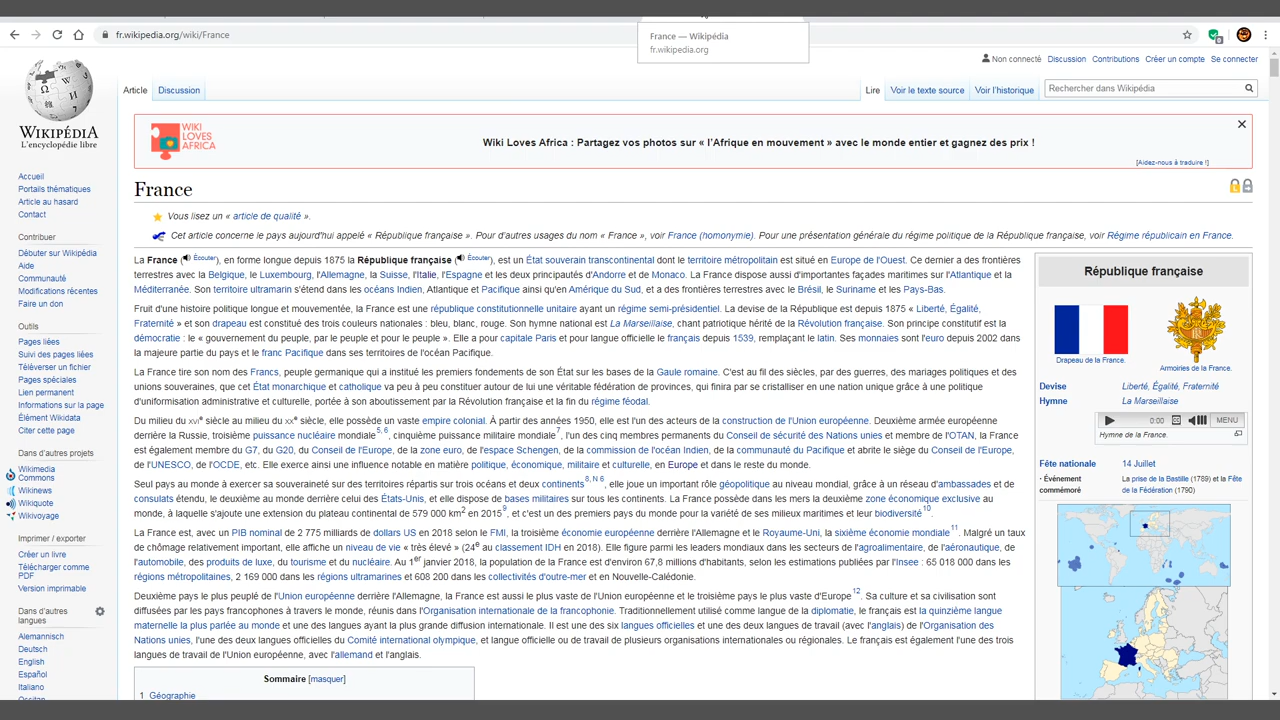 fr.wikipedia.org/wiki/France
France — Wikipédia
fr.wikipedia.org
Non connecté Discussion Contributions Créer un compte Se connecter
Article Discussion Lire Voir le texte source Voir l'historique Rechercher dans Wikipédia
WIKIPÉDIA
L'encyclopédie libre
WIKI
LOVES
AFRICA
Wiki Loves Africa : Partagez vos photos sur « l'Afrique en mouvement » avec le monde entier et gagnez des prix !
[Aidez-nous à traduire !]
Accueil
Portails thématiques
Article au hasard
Contact
Contribuer
Débuter sur Wikipédia
Aide
Communauté
Modifications récentes
Faire un don
Outils
Pages liées
Suivi des pages liées
Téléverser un fichier
Pages spéciales
Lien permanent
Informations sur la page
Élément Wikidata
Citer cette page
Dans d'autres projets
Wikimedia
Commons
Wikinews
Wikiquote
Wikivoyage
Imprimer / exporter
Créer un livre
Télécharger comme
PDF
Version imprimable
Dans d'autres
langues
Alemannisch
Deutsch
English
Español
Italiano
Occitan
France
Vous lisez un « article de qualité ».
Cet article concerne le pays aujourd'hui appelé « République française ». Pour d'autres usages du nom « France », voir France (homonymie). Pour une présentation générale du régime politique de la République française, voir Régime républicain en France.
La France (Écouter), en forme longue depuis 1875 la République française (Écouter), est un État souverain transcontinental dont le territoire métropolitain est situé en Europe de l'Ouest. Ce dernier a des frontières
terrestres avec la Belgique, le Luxembourg, l'Allemagne, la Suisse, l'Italie, l'Espagne et les deux principautés d'Andorre et de Monaco. La France dispose aussi d'importantes façades maritimes sur l'Atlantique et
la Méditerranée. Son territoire ultramarin s'étend dans les océans Indien, Atlantique et Pacifique ainsi qu'en Amérique du Sud, et a des frontières terrestres avec le Brésil, le Suriname et les Pays-Bas.
Fruit d'une histoire politique longue et mouvementée, la France est une république constitutionnelle unitaire ayant un régime semi-présidentiel. La devise de la République est depuis 1875 « Liberté, Égalité,
Fraternité » et son drapeau est constitué des trois couleurs nationales : bleu, blanc, rouge. Son hymne national est La Marseillaise, chant patriotique hérité de la Révolution française. Son principe constitutionnel est la
démocratie : le « gouvernement du peuple, par le peuple et pour le peuple ». Elle a pour capitale Paris et pour langue officielle le français depuis 1539, remplaçant le latin. Ses monnaies sont l'euro depuis 2002 dans
la majeure partie du pays et le franc Pacifique dans ses territoires de l'océan Pacifique.
La France tire son nom des Francs, peuple germanique qui a institué les premiers fondements de son État sur les bases de la Gaule romaine. C'est au fil des siècles, par des guerres, des mariages politiques et des
unions souveraines, que cet État monarchique et catholique va peu à peu constituer autour de lui une véritable fédération de provinces, qui finira par se cristalliser en une nation unique grâce à une politique
d'uniformisation administrative et culturelle, portée à son aboutissement par la Révolution française et la fin du régime féodal.
Du milieu du XVIe siècle au milieu du XXe siècle, elle possède un vaste empire colonial. À partir des années 1950, elle est l'un des acteurs de la construction de l'Union européenne. Deuxième armée européenne
derrière la Russie, troisième puissance nucléaire mondiale5,6, cinquième puissance militaire mondiale7, l'un des cinq membres permanents du Conseil de sécurité des Nations unies et membre de l'OTAN, la France
est également membre du G7, du G20, du Conseil de l'Europe, de la zone euro, de l'espace Schengen, de la commission de l'océan Indien, de la communauté du Pacifique et abrite le siège du Conseil de l'Europe,
de l'UNESCO, de l'OCDE, etc. Elle exerce ainsi une influence notable en matière politique, économique, militaire et culturelle, en Europe et dans le reste du monde.
Seul pays au monde à exercer sa souveraineté sur des territoires répartis sur trois océans et deux continents8,N 6, elle joue un important rôle géopolitique au niveau mondial, grâce à un réseau d'ambassades et de
consulats étendu, le deuxième au monde derrière celui des États-Unis, et elle dispose de bases militaires sur tous les continents. La France possède dans les mers la deuxième zone économique exclusive au
monde, à laquelle s'ajoute une extension du plateau continental de 579 000 km2 en 20159, et c'est un des premiers pays du monde pour la variété de ses milieux maritimes et leur biodiversité10.
La France est, avec un PIB nominal de 2 775 milliards de dollars US en 2018 selon le FMI, la troisième économie européenne derrière l'Allemagne et le Royaume-Uni, la sixième économie mondiale11. Malgré un taux
de chômage relativement important, elle affiche un niveau de vie « très élevé » (24e au classement IDH en 2018). Elle figure parmi les leaders mondiaux dans les secteurs de l'agroalimentaire, de l'aéronautique, de
l'automobile, des produits de luxe, du tourisme et du nucléaire. Au 1er janvier 2018, la population de la France est d'environ 67,8 millions d'habitants, selon les estimations publiées par l'Insee : 65 018 000 dans les
régions métropolitaines, 2 169 000 dans les régions ultramarines et 608 200 dans les collectivités d'outre-mer et en Nouvelle-Calédonie.
Deuxième pays le plus peuplé de l'Union européenne derrière l'Allemagne, la France est aussi le plus vaste de l'Union européenne et le troisième pays le plus vaste d'Europe12. Sa culture et sa civilisation sont
diffusées par les pays francophones à travers le monde, réunis dans l'Organisation internationale de la francophonie. Traditionnellement utilisé comme langue de la diplomatie, le français est la quinzième langue
maternelle la plus parlée au monde et une des langues ayant la plus grande diffusion internationale. Il est une des six langues officielles et une des deux langues de travail (avec l'anglais) de l'Organisation des
Nations unies, l'une des deux langues officielles du Comité international olympique, et langue officielle ou de travail de plusieurs organisations internationales ou régionales. Le français est également l'une des trois
langues de travail de l'Union européenne, avec l'allemand et l'anglais.
Sommaire [masquer]
1 Géographie
République française
Drapeau de la France. Armoiries de la France.
Devise Liberté, Égalité, Fraternité
Hymne La Marseillaise
0:00 MENU
Hymne de la France.
Fête nationale 14 Juillet
· Événement La prise de la Bastille (1789) et la Fête
commémoré de la Fédération (1790)